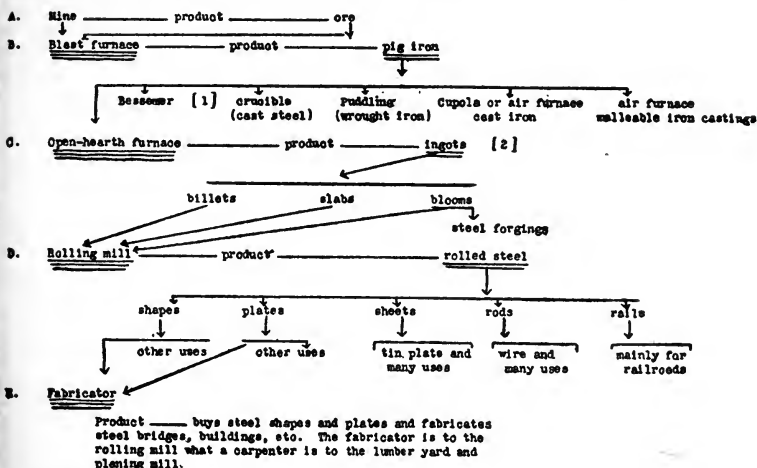 A. Mine product ore
B. Blast furnace product pig iron
Bessemer [1] crucible Puddling Cupola or air furnace air furnace
(cast steel) (wrought iron) cast iron malleable iron castings
C. Open-hearth furnace product ingots [2]
billets slabs blooms
steel forgings
D. Rolling mill product rolled steel
shapes plates sheets rods rails
other uses other uses tin plate and wire and mainly for
many uses many uses railroads
E. Fabricator
Product buys steel shapes and plates and fabricates
steel bridges, buildings, etc. The fabricator is to the
rolling mill what a carpenter is to the lumber yard and
planing mill.